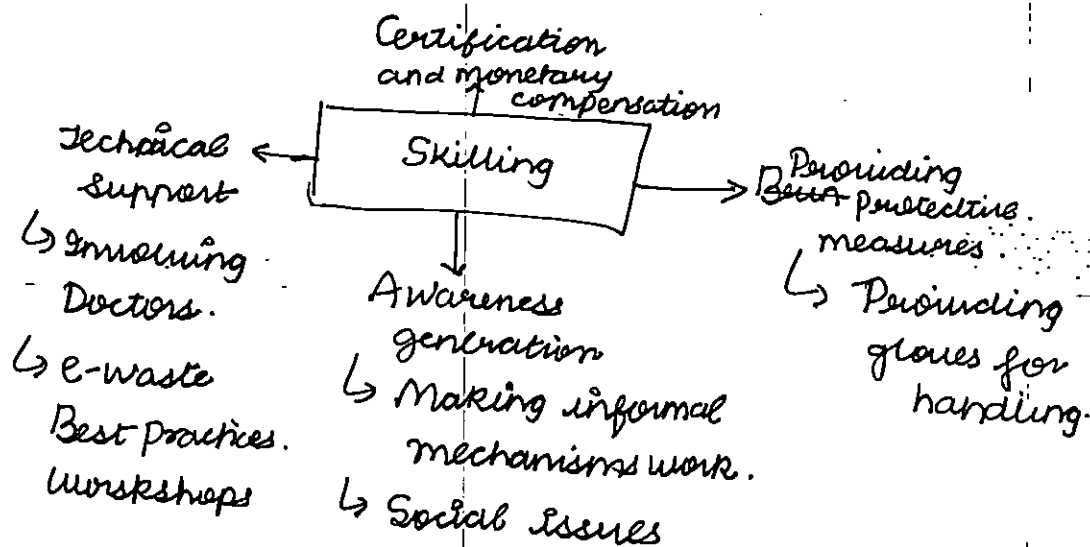 Certification
and monetary
compensation
Skilling
Technical
support
↳ Involving
Doctors.
↳ e-waste
Best practices.
Workshops
Awareness
generation
↳ Making informal
mechanisms work.
↳ Social issues
Providing
protective
measures.
↳ Providing
gloves for
handling.